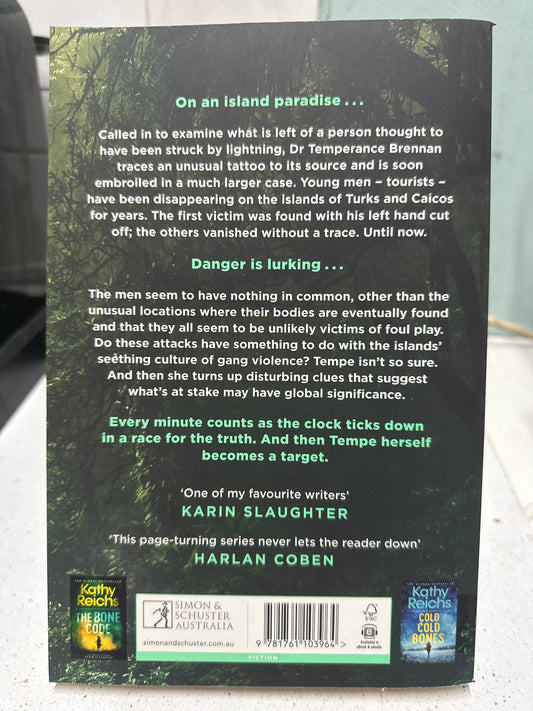 On an island paradise . . .
Called in to examine what is left of a person thought to
have been struck by lightning, Dr Temperance Brennan
traces an unusual tattoo to its source and is soon
embroiled in a much larger case. Young men – tourists –
have been disappearing on the islands of Turks and Caicos
for years. The first victim was found with his left hand cut
off; the others vanished without a trace. Until now.
Danger is lurking . . .
The men seem to have nothing in common, other than the
unusual locations where their bodies are eventually found
and that they all seem to be unlikely victims of foul play.
Do these attacks have something to do with the islands’
seething culture of gang violence? Tempe isn’t so sure.
And then she turns up disturbing clues that suggest
what’s at stake may have global significance.
Every minute counts as the clock ticks down
in a race for the truth. And then Tempe herself
becomes a target.
‘One of my favourite writers’
KARIN SLAUGHTER
‘This page-turning series never lets the reader down’
HARLAN COBEN
Kathy
Reichs
THE BONE
CODE
SIMON &
SCHUSTER
AUSTRALIA
simonandschuster.com.au
9 781761 103964 >
FSC
Available in
eBook & eAudio
FICTION
Kathy
Reichs
COLD
COLD
BONES